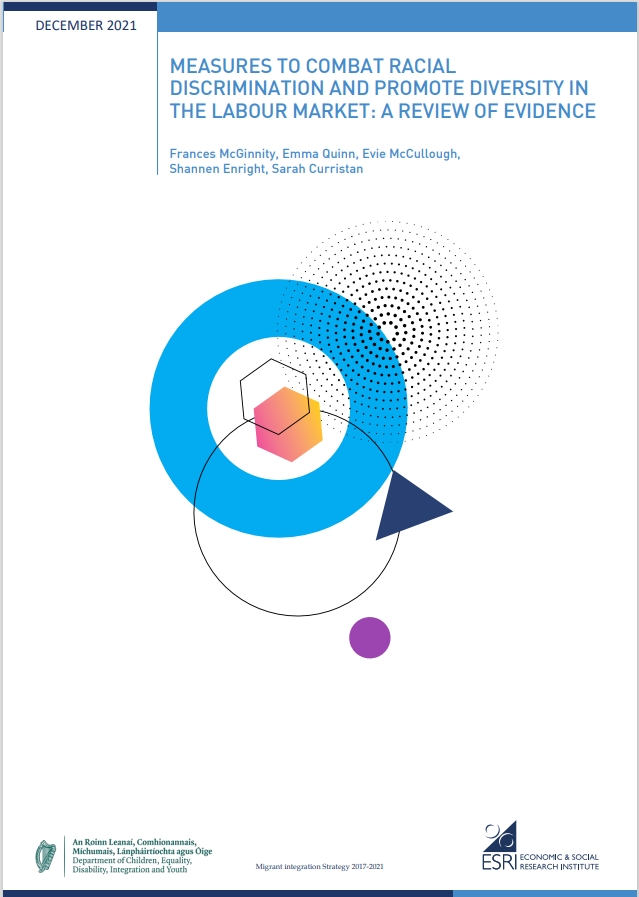 DECEMBER 2021
MEASURES TO COMBAT RACIAL
DISCRIMINATION AND PROMOTE DIVERSITY IN
THE LABOUR MARKET: A REVIEW OF EVIDENCE
Frances McGinnity, Emma Quinn, Evie McCullough,
Shannen Enright, Sarah Curristan
An Roinn Leanaí, Comhionannais,
Míchumais, Lánpháirtíochta agus Óige
Department of Children, Equality,
Disability, Integration and Youth
Migrant integration Strategy 2017-2021
ESRI
ECONOMIC & SOCIAL
RESEARCH INSTITUTE